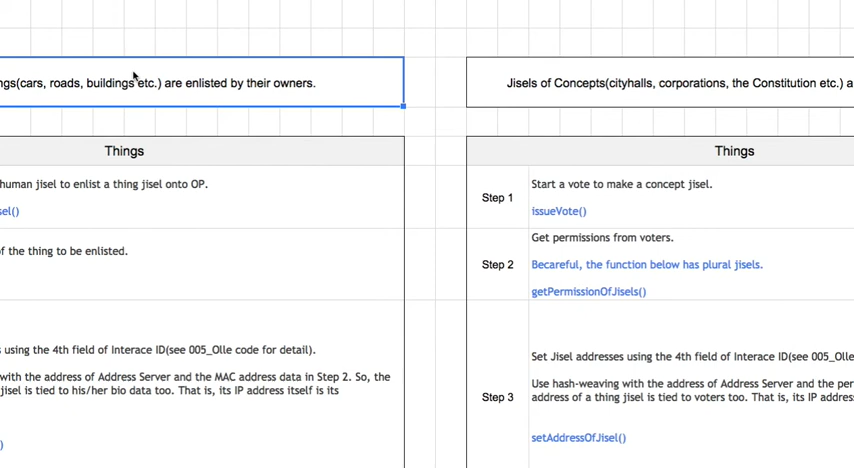 ngs(cars, roads, buildings etc.) are enlisted by their owners.
Things
human jisel to enlist a thing jisel onto OP.
sel()
of the thing to be enlisted.
s using the 4th field of Interace ID(see 005_Olle code for detail).
with the address of Address Server and the MAC address data in Step 2. So, the
jisel is tied to his/her bio data too. That is, its IP address itself is its
)
Jisels of Concepts(cityhalls, corporations, the Constitution etc.) a
Things
Step 1
Start a vote to make a concept jisel.
issueVote()
Step 2
Get permissions from voters.
Becareful, the function below has plural jisels.
getPermissionOfJisels()
Step 3
Set Jisel addresses using the 4th field of Interace ID(see 005_Olle
Use hash-weaving with the address of Address Server and the per
address of a thing jisel is tied to voters too. That is, its IP address
setAddressOfJisel()